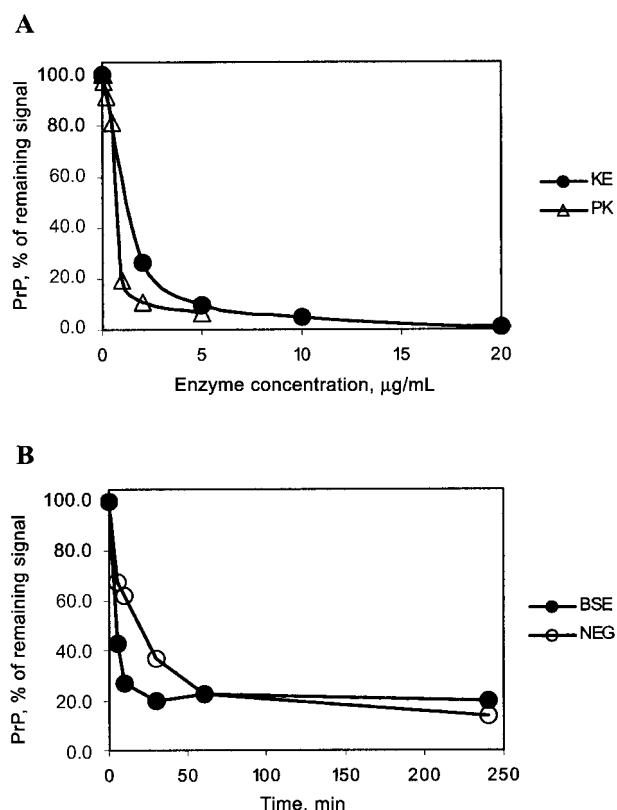 A
PrP, % of remaining signal
100.0
80.0
60.0
40.0
20.0
0.0
0 5 10 15 20
Enzyme concentration, μg/mL
KE
PK
B
PrP, % of remaining signal
100.0
80.0
60.0
40.0
20.0
0.0
0 50 100 150 200 250
Time, min
BSE
NEG